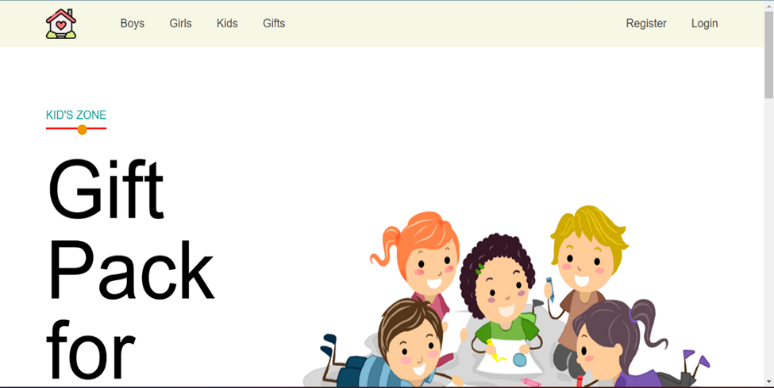 Boys Girls Kids Gifts Register Login
KID'S ZONE
Gift
Pack
for